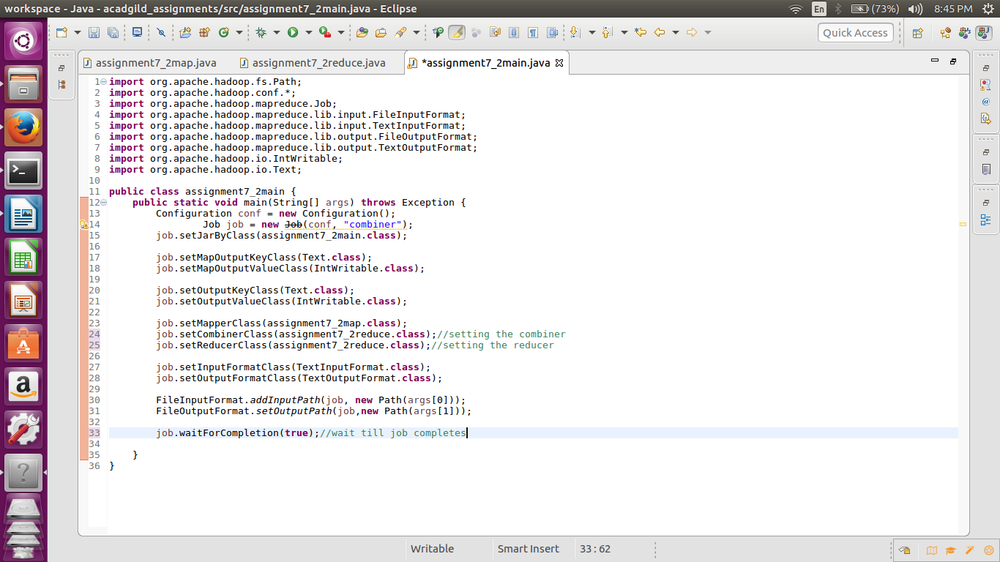 workspace - Java - acadgild_assignments/src/assignment7_2main.java - Eclipse
En
(73%)
8:45 PM
Quick Access
assignment7_2map.java
assignment7_2reduce.java
*assignment7_2main.java
1 import org.apache.hadoop.fs.Path;
2 import org.apache.hadoop.conf.*;
3 import org.apache.hadoop.mapreduce.Job;
4 import org.apache.hadoop.mapreduce.lib.input.FileInputFormat;
5 import org.apache.hadoop.mapreduce.lib.input.TextInputFormat;
6 import org.apache.hadoop.mapreduce.lib.output.FileOutputFormat;
7 import org.apache.hadoop.mapreduce.lib.output.TextOutputFormat;
8 import org.apache.hadoop.io.IntWritable;
9 import org.apache.hadoop.io.Text;
10
11 public class assignment7_2main {
12 public static void main(String[] args) throws Exception {
13 Configuration conf = new Configuration();
14 Job job = new Job(conf, "combiner");
15 job.setJarByClass(assignment7_2main.class);
16
17 job.setMapOutputKeyClass(Text.class);
18 job.setMapOutputValueClass(IntWritable.class);
19
20 job.setOutputKeyClass(Text.class);
21 job.setOutputValueClass(IntWritable.class);
22
23 job.setMapperClass(assignment7_2map.class);
24 job.setCombinerClass(assignment7_2reduce.class);//setting the combiner
25 job.setReducerClass(assignment7_2reduce.class);//setting the reducer
26
27 job.setInputFormatClass(TextInputFormat.class);
28 job.setOutputFormatClass(TextOutputFormat.class);
29
30 FileInputFormat.addInputPath(job, new Path(args[0]));
31 FileOutputFormat.setOutputPath(job,new Path(args[1]));
32
33 job.waitForCompletion(true);//wait till job completes
34
35 }
36 }
Writable
Smart Insert
33 : 62